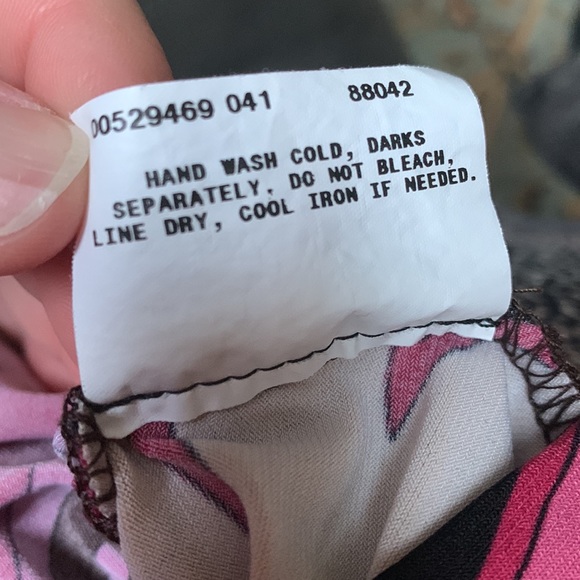 00529469 041 88042
HAND WASH COLD, DARKS
SEPARATELY, DO NOT BLEACH,
LINE DRY, COOL IRON IF NEEDED.